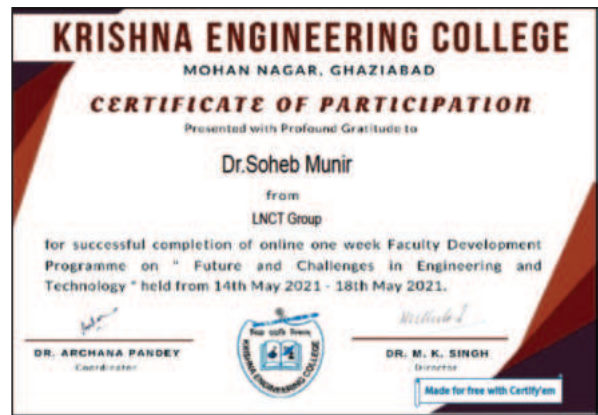 KRISHNA ENGINEERING COLLEGE
MOHAN NAGAR, GHAZIABAD
CERTIFICATE OF PARTICIPATION
Presented with Profound Gratitude to
Dr.Soheb Munir
from
LNCT Group
for successful completion of online one week Faculty Development
Programme on " Future and Challenges in Engineering and
Technology " held from 14th May 2021 - 18th May 2021.
DR. ARCHANA PANDEY
Coordinator
KRISHNA ENGINEERING COLLEGE
DR. M. K. SINGH
Director
Made for free with Certify'em